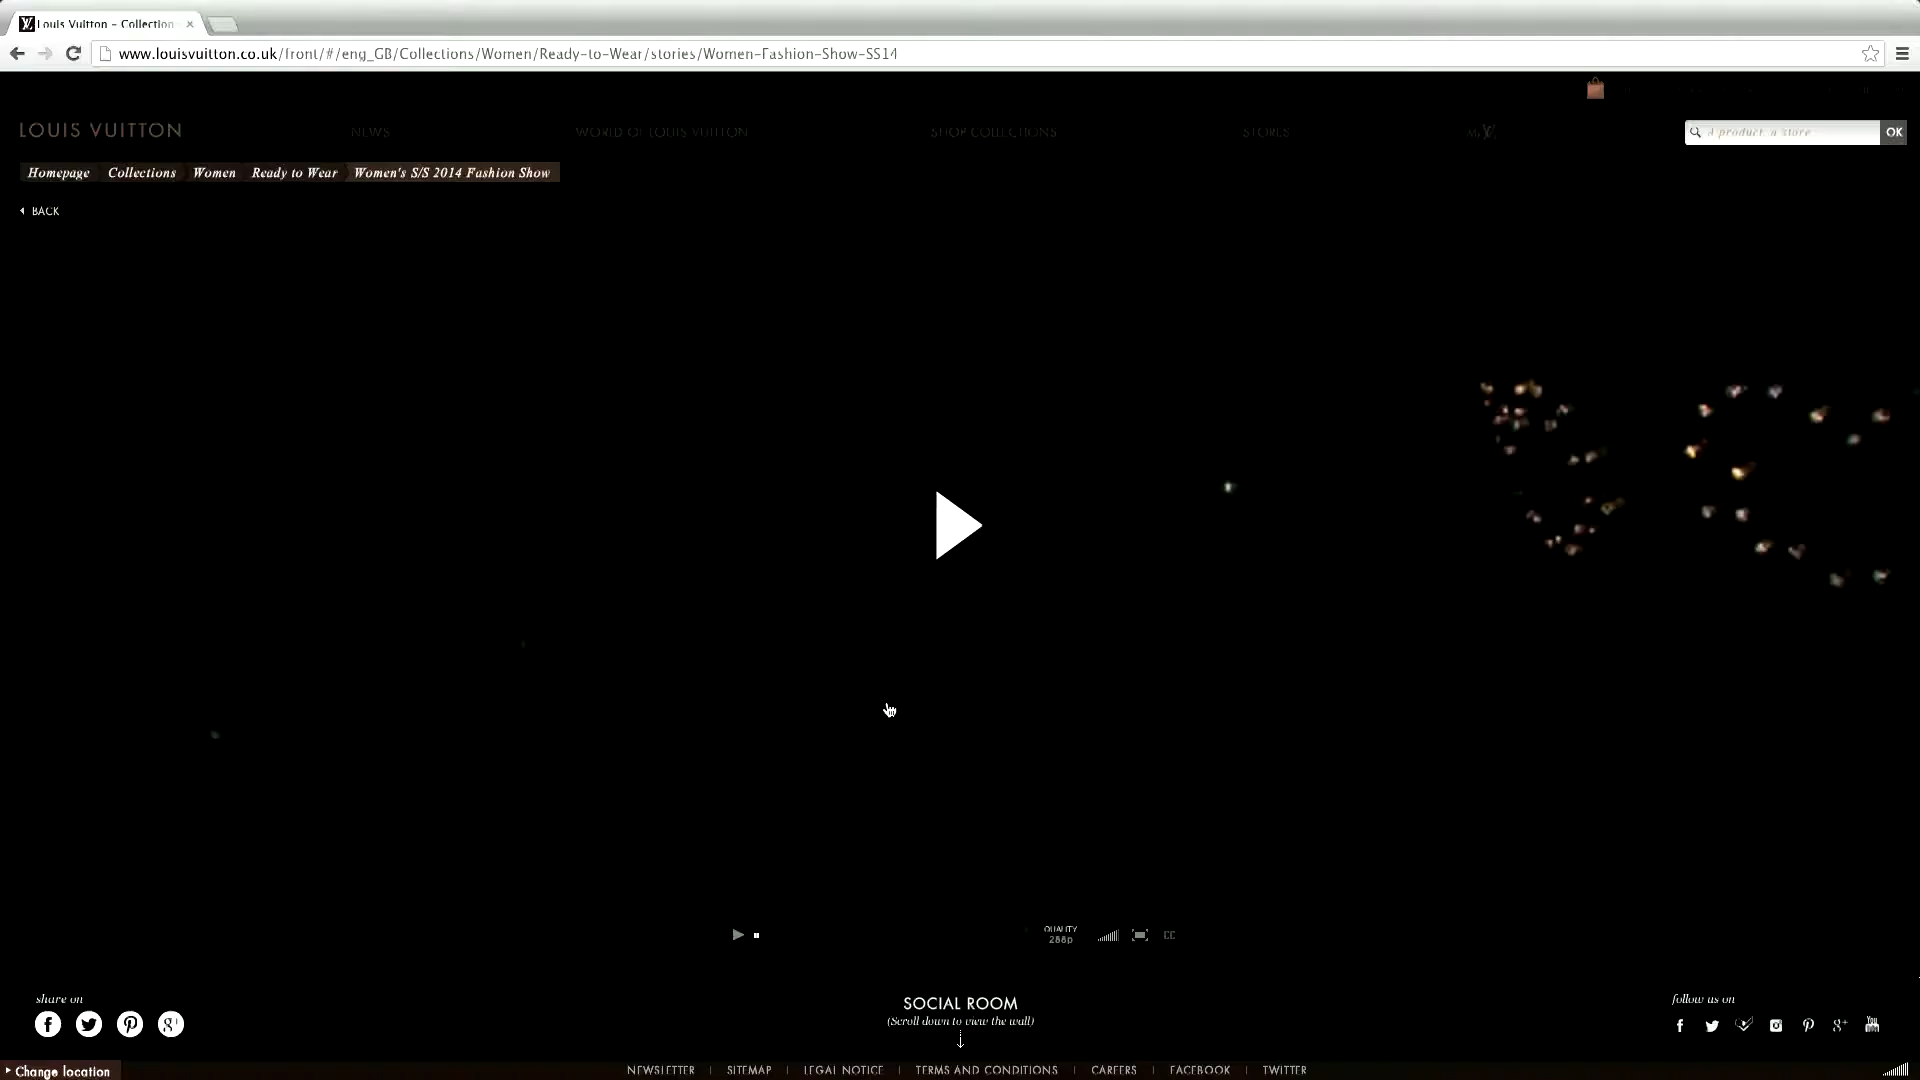 Louis Vuitton - Collection
www.louisvuitton.co.uk/front/#/eng_GB/Collections/Women/Ready-to-Wear/stories/Women-Fashion-Show-SS14
LOUIS VUITTON
NEWS
WORLD OF LOUIS VUITTON
SHOP COLLECTIONS
STORES
A product, a store
OK
Homepage
Collections
Women
Ready to Wear
Women's S/S 2014 Fashion Show
BACK
QUALITY
288p
CC
share on
SOCIAL ROOM
(Scroll down to view the wall)
follow us on
You
Change location
NEWSLETTER | SITEMAP | LEGAL NOTICE | TERMS AND CONDITIONS | CAREERS | FACEBOOK | TWITTER